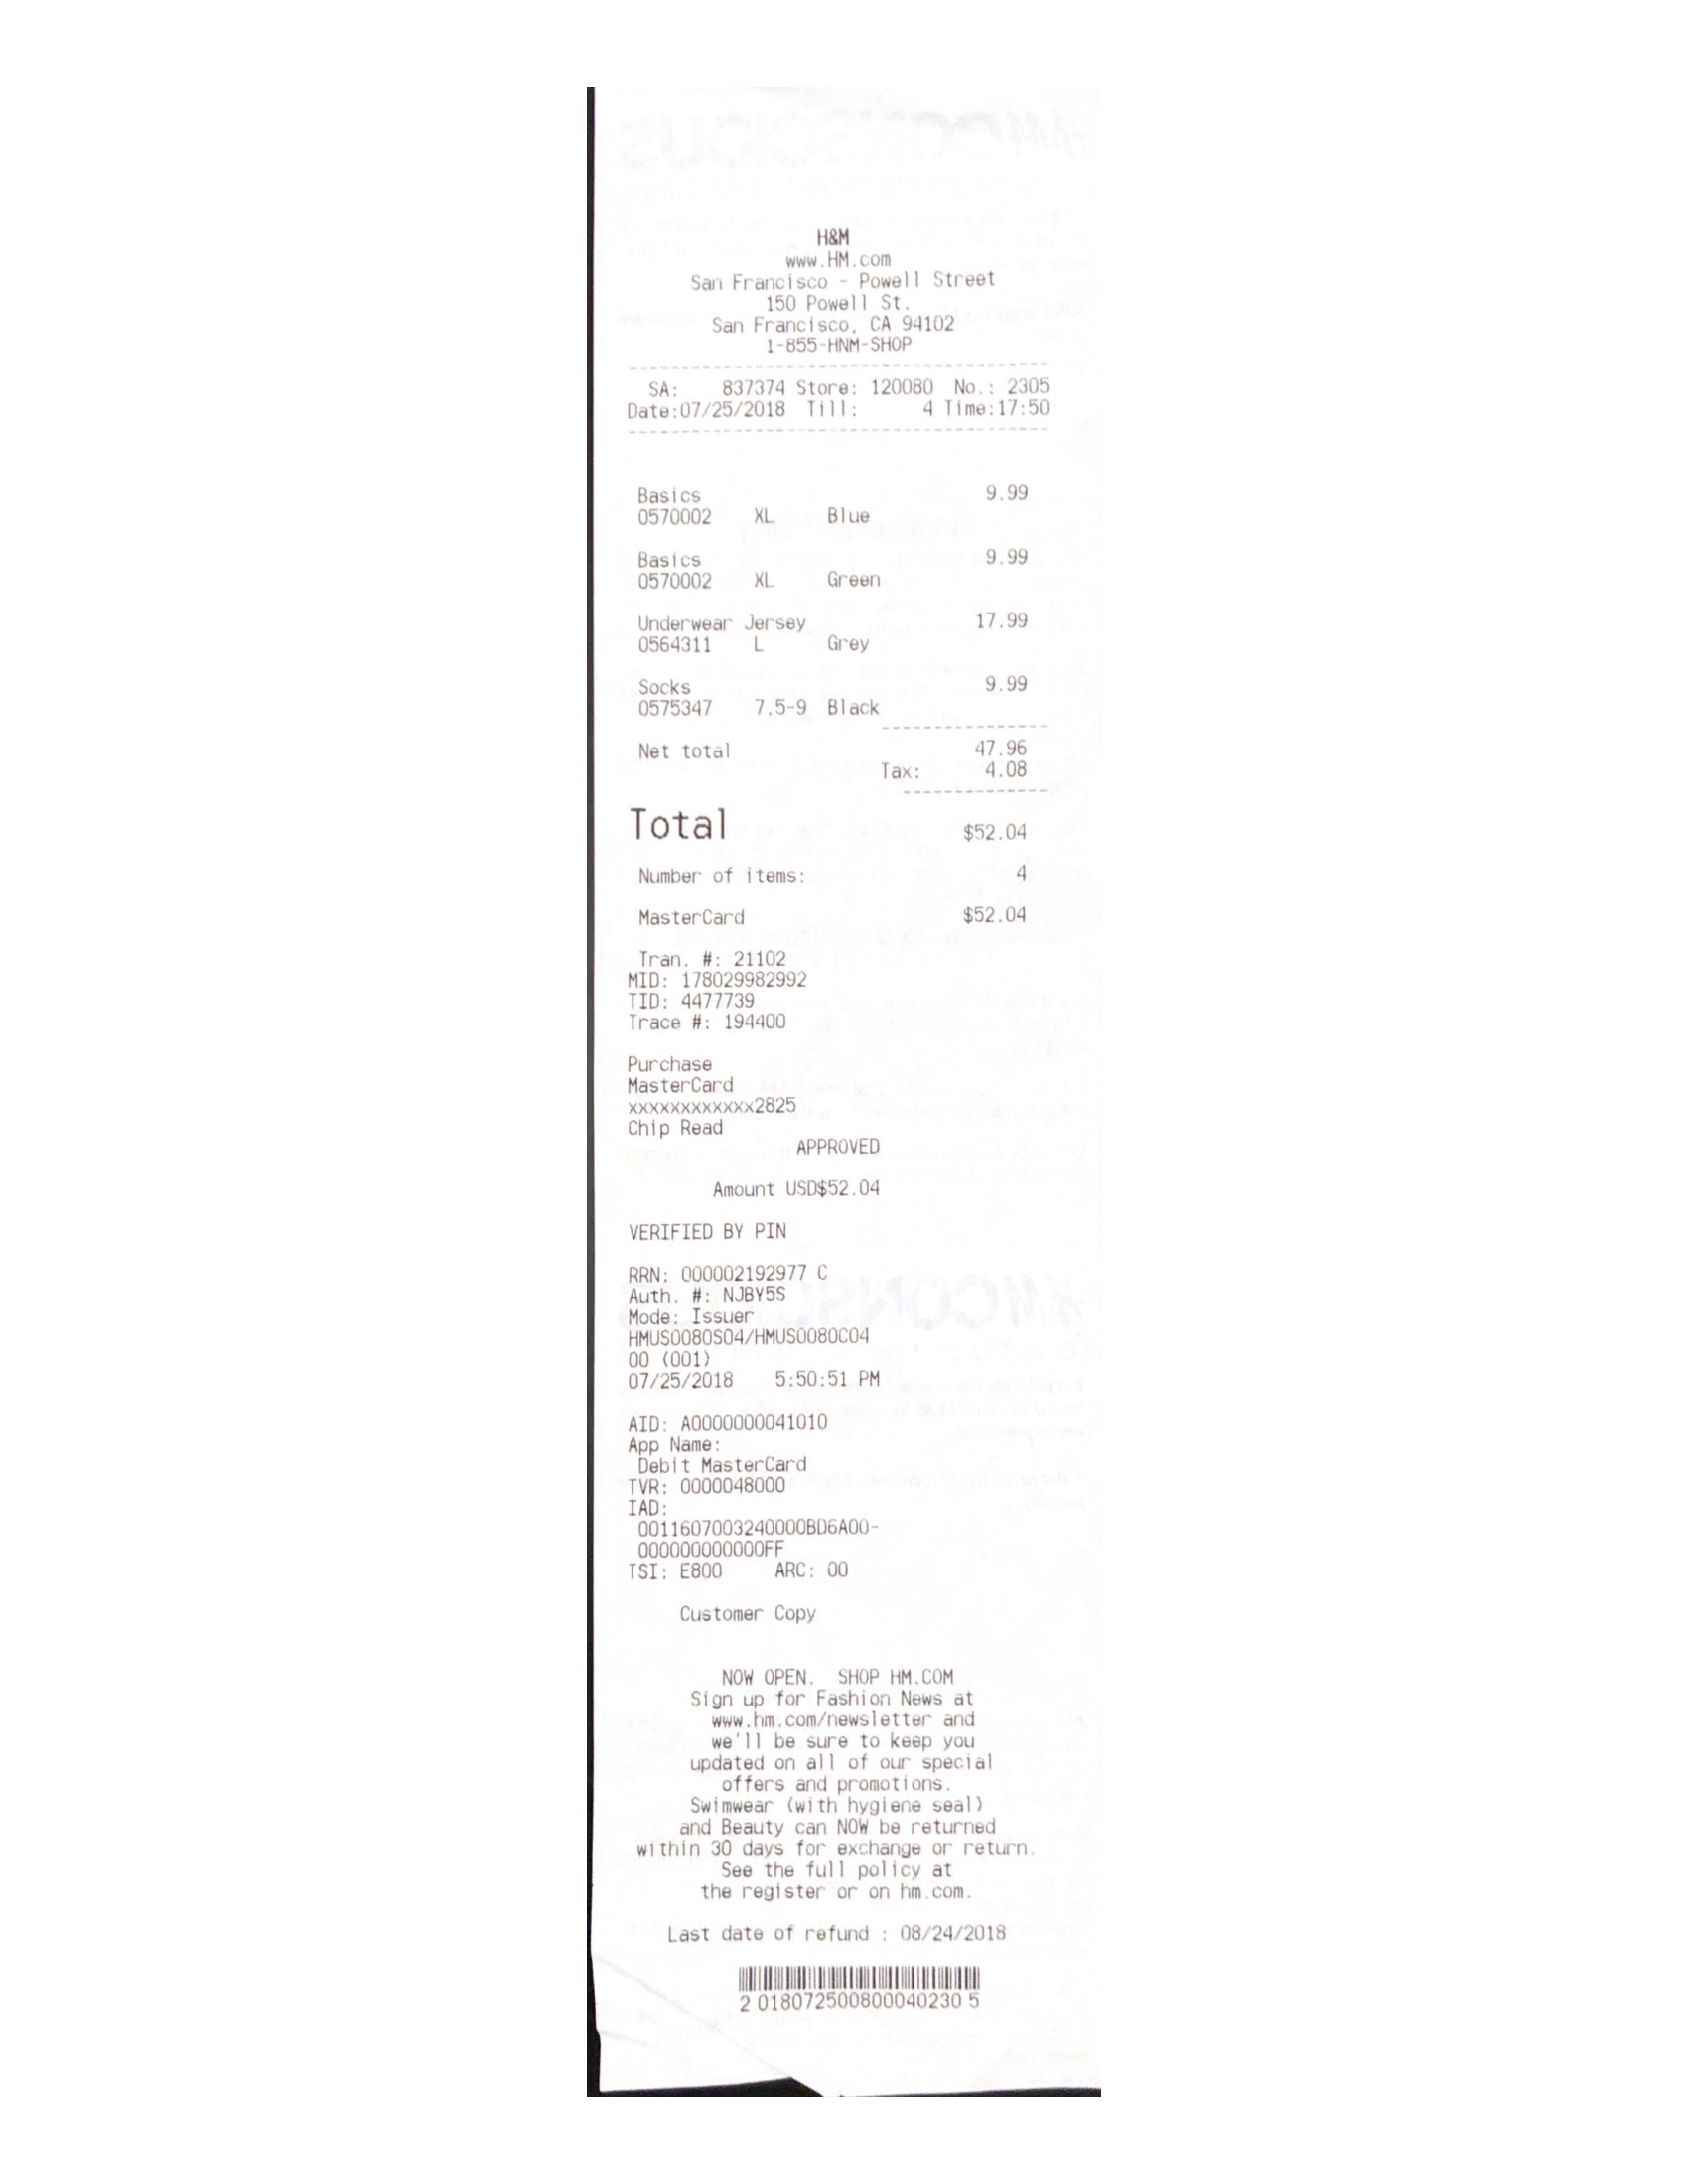 H&M
www.HM.com
San Francisco - Powell Street
150 Powell St.
San Francisco, CA 94102
1-855-HNM-SHOP
SA: 837374 Store: 120080 No.: 2305
Date:07/25/2018 Till: 4 Time:17:50
Basics 9.99
0570002 XL Blue
Basics 9.99
0570002 XL Green
Underwear Jersey 17.99
0564311 L Grey
Socks 9.99
0575347 7.5-9 Black
Net total 47.96
Tax: 4.08
Total $52.04
Number of items: 4
MasterCard $52.04
Tran. #: 21102
MID: 178029982992
TID: 4477739
Trace #: 194400
Purchase
MasterCard
xxxxxxxxxxxx2825
Chip Read
APPROVED
Amount USD$52.04
VERIFIED BY PIN
RRN: 000002192977 C
Auth. #: NJBY5S
Mode: Issuer
HMUS0080S04/HMUS0080C04
00 (001)
07/25/2018 5:50:51 PM
AID: A0000000041010
App Name:
Debit MasterCard
TVR: 0000048000
IAD:
0011607003240000BD6A00-
000000000000FF
TSI: E800 ARC: 00
Customer Copy
NOW OPEN. SHOP HM.COM
Sign up for Fashion News at
www.hm.com/newsletter and
we'll be sure to keep you
updated on all of our special
offers and promotions.
Swimwear (with hygiene seal)
and Beauty can NOW be returned
within 30 days for exchange or return.
See the full policy at
the register or on hm.com.
Last date of refund : 08/24/2018
2 018072500800040230 5